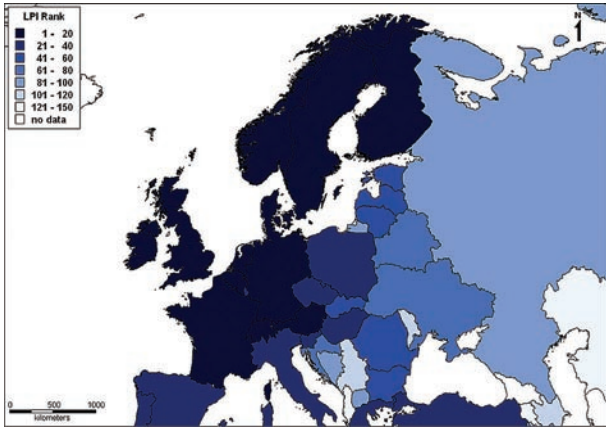 LPI Rank
1 - 20
21 - 40
41 - 60
61 - 80
81 - 100
101 - 120
121 - 150
no data
N
0
1000
kilometers